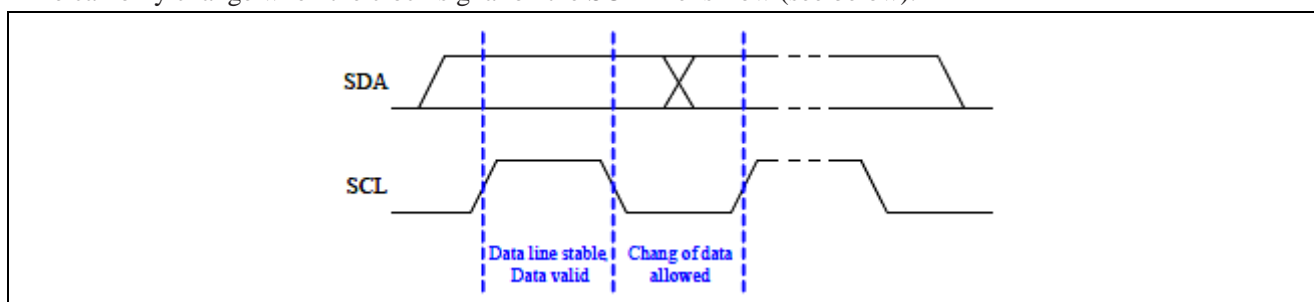 SDA
SCL
Data line stable,
Data valid
Chang of data
allowed